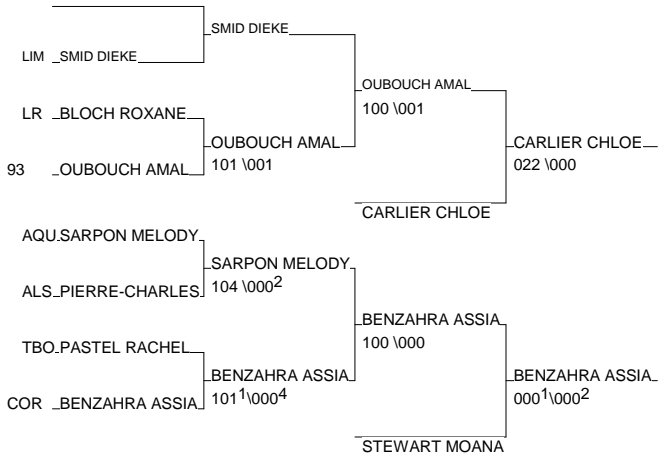 SMID DIEKE
LIM SMID DIEKE
OUBOUCH AMAL
100 \001
LR BLOCH ROXANE
OUBOUCH AMAL
101 \001
CARLIER CHLOE
022 \000
93 OUBOUCH AMAL
CARLIER CHLOE
AQU SARPON MELODY
SARPON MELODY
104 \000²
ALS PIERRE-CHARLES
BENZAHRA ASSIA
100 \000
TBO PASTEL RACHEL
BENZAHRA ASSIA
101¹\000⁴
BENZAHRA ASSIA
000¹\000²
COR BENZAHRA ASSIA
STEWART MOANA